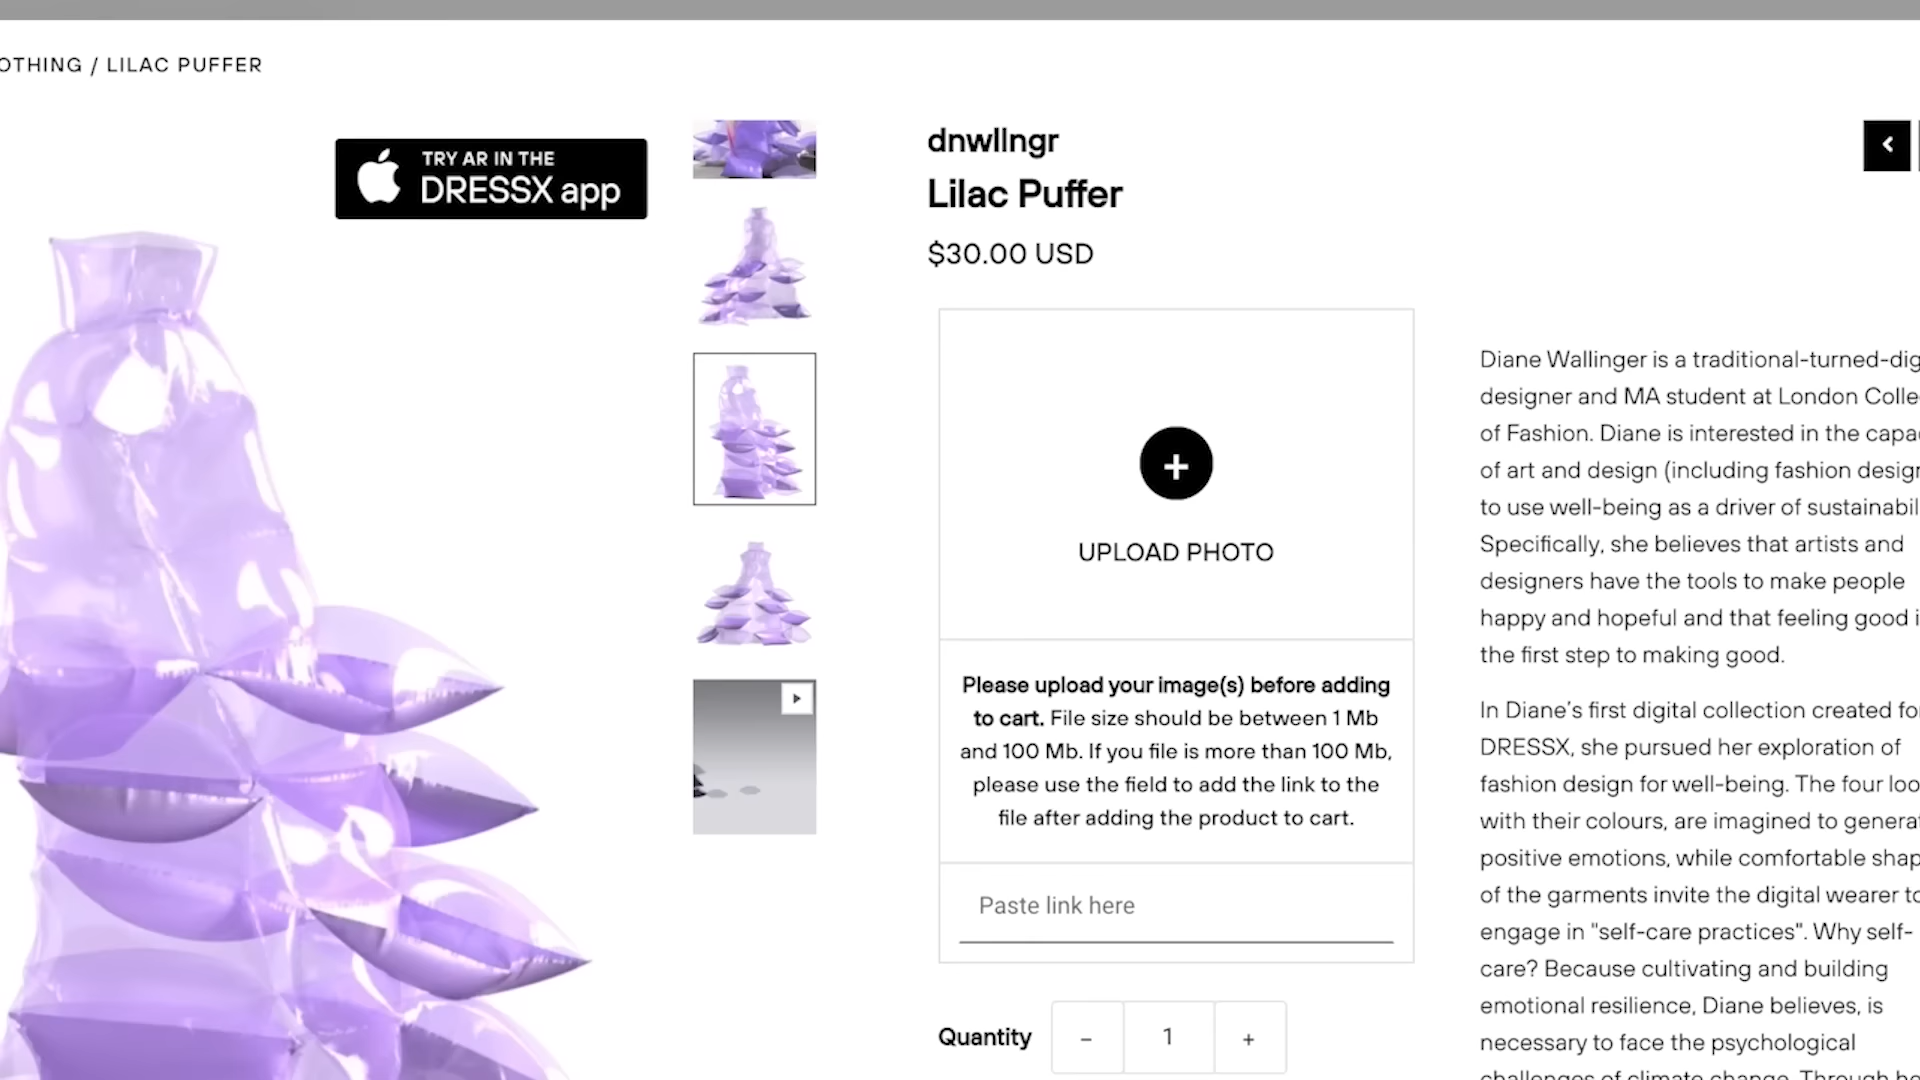 OTHING / LILAC PUFFER
TRY AR IN THE
DRESSX app
dnwllngr
Lilac Puffer
$30.00 USD
+
UPLOAD PHOTO
Please upload your image(s) before adding
to cart. File size should be between 1 Mb
and 100 Mb. If you file is more than 100 Mb,
please use the field to add the link to the
file after adding the product to cart.
Paste link here
Quantity - 1 +
Diane Wallinger is a traditional-turned-dig
designer and MA student at London Colle
of Fashion. Diane is interested in the capa
of art and design (including fashion design
to use well-being as a driver of sustainabil
Specifically, she believes that artists and
designers have the tools to make people
happy and hopeful and that feeling good i
the first step to making good.
In Diane's first digital collection created for
DRESSX, she pursued her exploration of
fashion design for well-being. The four loo
with their colours, are imagined to genera
positive emotions, while comfortable shap
of the garments invite the digital wearer to
engage in "self-care practices". Why self-
care? Because cultivating and building
emotional resilience, Diane believes, is
necessary to face the psychological
challenges of climate change. Through